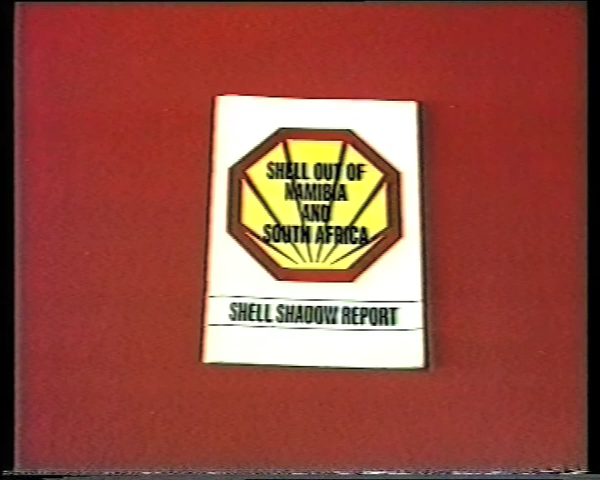 SHELL OUT OF
NAMIBIA
AND
SOUTH AFRICA
SHELL SHADOW REPORT